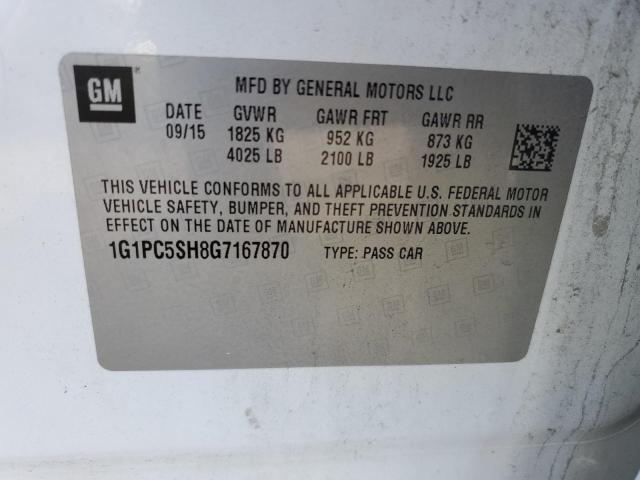 GM
MFD BY GENERAL MOTORS LLC
DATE GVWR GAWR FRT GAWR RR
09/15 1825 KG 952 KG 873 KG
4025 LB 2100 LB 1925 LB
THIS VEHICLE CONFORMS TO ALL APPLICABLE U.S. FEDERAL MOTOR
VEHICLE SAFETY, BUMPER, AND THEFT PREVENTION STANDARDS IN
EFFECT ON THE DATE OF MANUFACTURE SHOWN ABOVE.
1G1PC5SH8G7167870 TYPE: PASS CAR